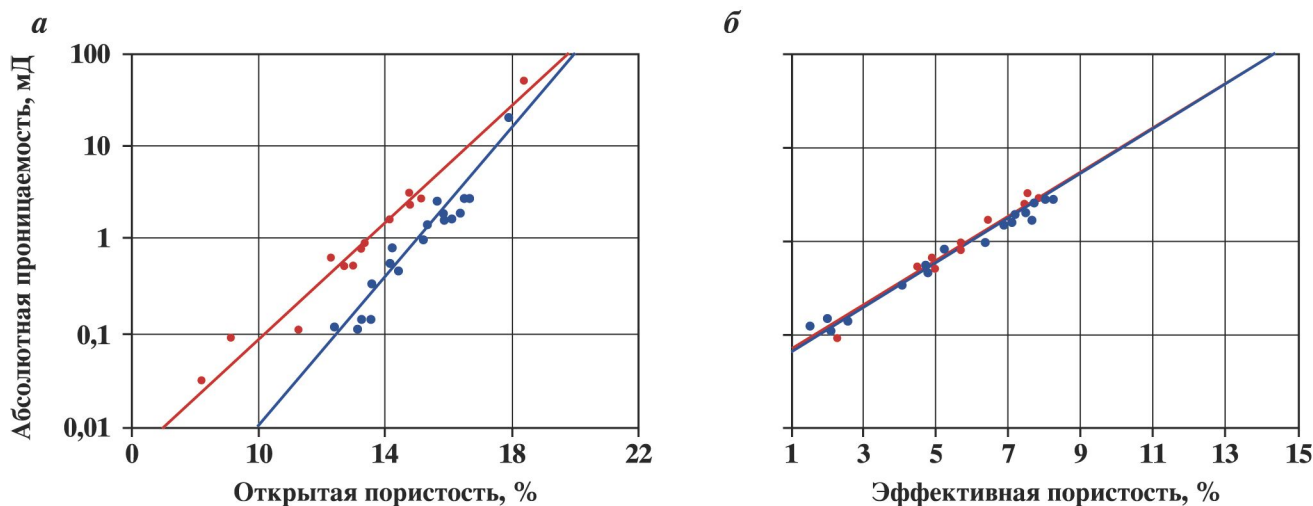 а
Абсолютная проницаемость, мД
100
10
1
0,1
0,01
0 10 14 18 22
Открытая пористость, %
б
1 3 5 7 9 11 13 15
Эффективная пористость, %